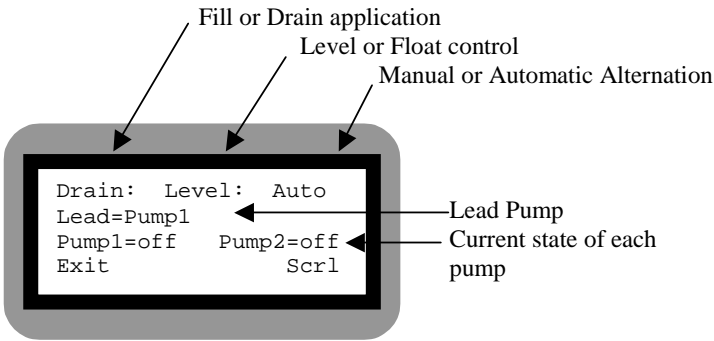 Fill or Drain application
Level or Float control
Manual or Automatic Alternation
Drain: Level: Auto
Lead=Pump1
Pump1=off Pump2=off
Exit Scrl
Lead Pump
Current state of each
pump